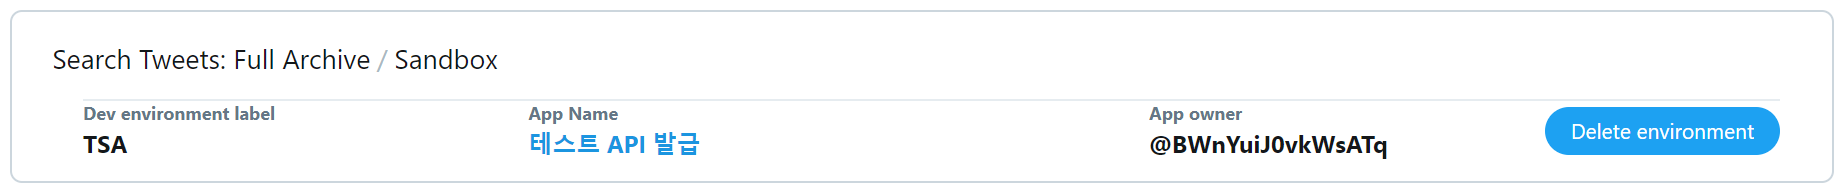 Search Tweets: Full Archive / Sandbox
Dev environment label App Name App owner
TSA 테스트 API 발급 @BWnYuiJ0vkWsATq Delete environment